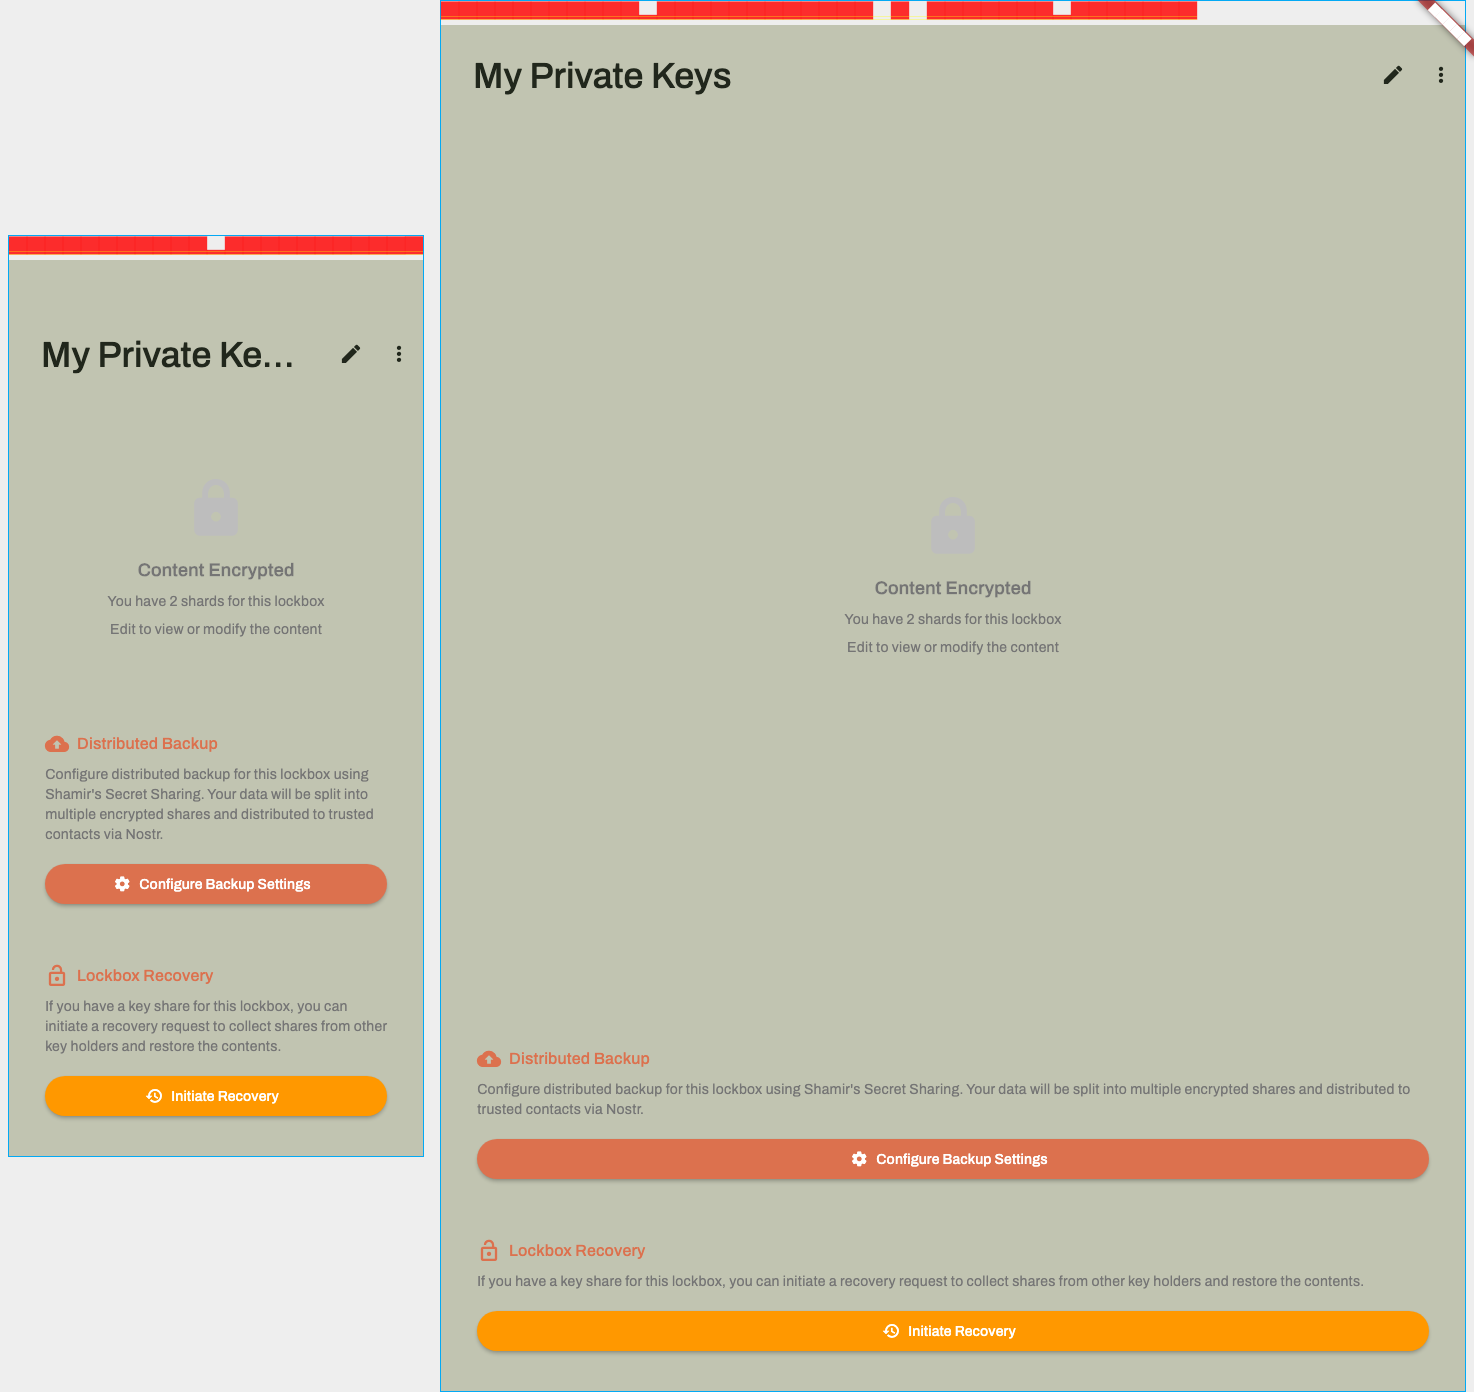 My Private Ke...
Content Encrypted
You have 2 shards for this lockbox
Edit to view or modify the content
Distributed Backup
Configure distributed backup for this lockbox using
Shamir's Secret Sharing. Your data will be split into
multiple encrypted shares and distributed to trusted
contacts via Nostr.
Configure Backup Settings
Lockbox Recovery
If you have a key share for this lockbox, you can
initiate a recovery request to collect shares from other
key holders and restore the contents.
Initiate Recovery
My Private Keys
Content Encrypted
You have 2 shards for this lockbox
Edit to view or modify the content
Distributed Backup
Configure distributed backup for this lockbox using Shamir's Secret Sharing. Your data will be split into multiple encrypted shares and distributed to
trusted contacts via Nostr.
Configure Backup Settings
Lockbox Recovery
If you have a key share for this lockbox, you can initiate a recovery request to collect shares from other key holders and restore the contents.
Initiate Recovery